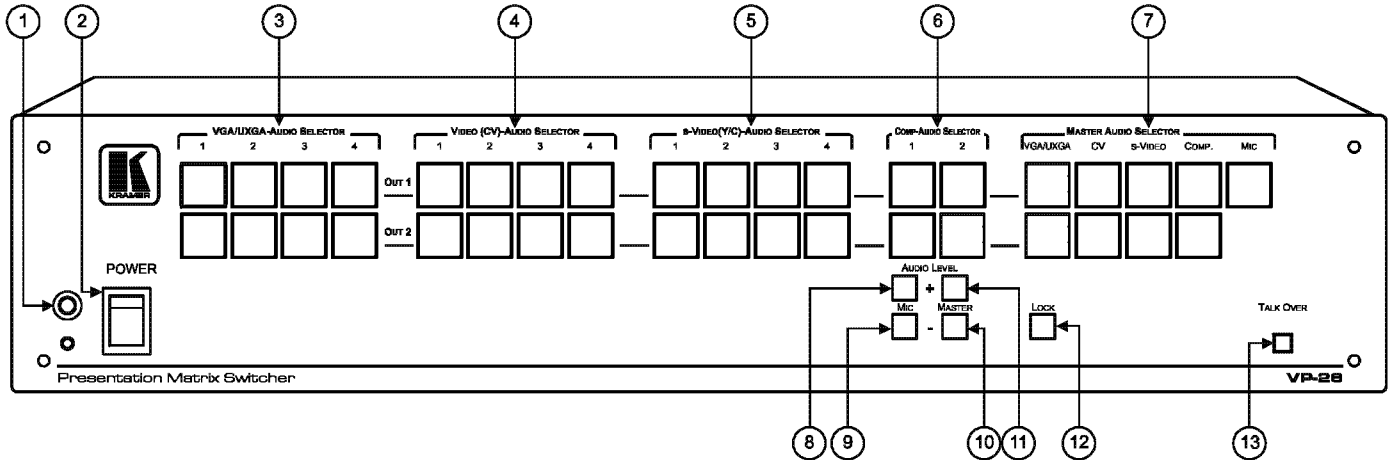 1 2 3 4 5 6 7
VGA/UXGA-AUDIO SELECTOR VIDEO (CV)-AUDIO SELECTOR S-VIDEO(Y/C)-AUDIO SELECTOR COMP-AUDIO SELECTOR MASTER AUDIO SELECTOR
1 2 3 4 1 2 3 4 1 2 3 4 1 2 VGA/UXGA CV S-VIDEO COMP. MIC
K
KRAMER
OUT 1
OUT 2
POWER
AUDIO LEVEL
+
MIC MASTER
-
LOCK
TALK OVER
Presentation Matrix Switcher
VP-28
8 9 10 11 12 13